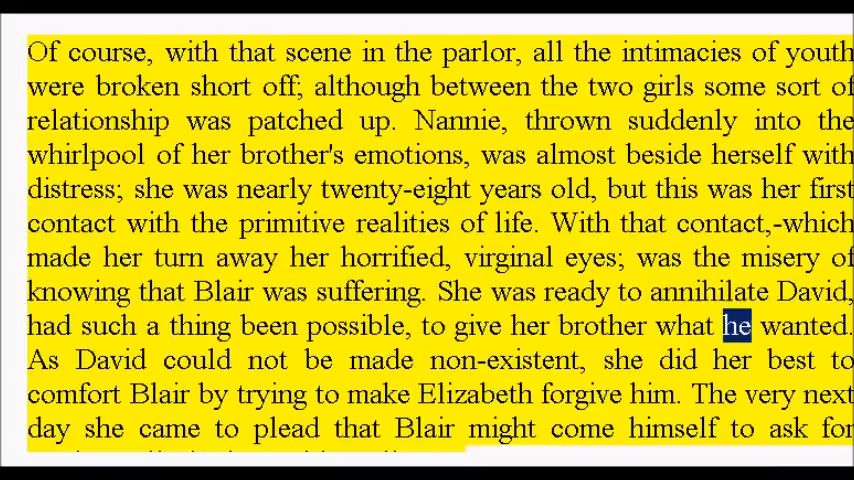 Of course, with that scene in the parlor, all the intimacies of youth
were broken short off; although between the two girls some sort of
relationship was patched up. Nannie, thrown suddenly into the
whirlpool of her brother's emotions, was almost beside herself with
distress; she was nearly twenty-eight years old, but this was her first
contact with the primitive realities of life. With that contact,-which
made her turn away her horrified, virginal eyes; was the misery of
knowing that Blair was suffering. She was ready to annihilate David,
had such a thing been possible, to give her brother what he wanted.
As David could not be made non-existent, she did her best to
comfort Blair by trying to make Elizabeth forgive him. The very next
day she came to plead that Blair might come himself to ask for